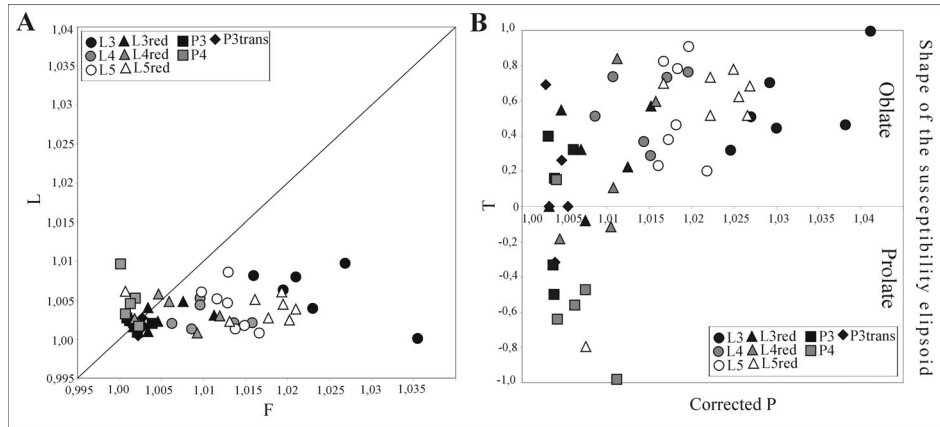 A
1,04
1,04
1,03
1,02
1,015
1,01
1,005
1,00
0,995
L
0,995 1,00 1,005 1,01 1,015 1,02 1,025 1,03 1,035
F
L3 L3red P3 P3trans
L4 L4red P4
L5 L5red
B
1,0
0,8
0,6
0,4
0,2
0
-0,2
-0,4
-0,6
-0,8
-1,0
T
1,00 1,005 1,01 1,015 1,02 1,025 1,03 1,04
Corrected P
Oblate
Prolate
L3 L3red P3 P3trans
L4 L4red P4
L5 L5red
Shape of the susceptibility elipsoid